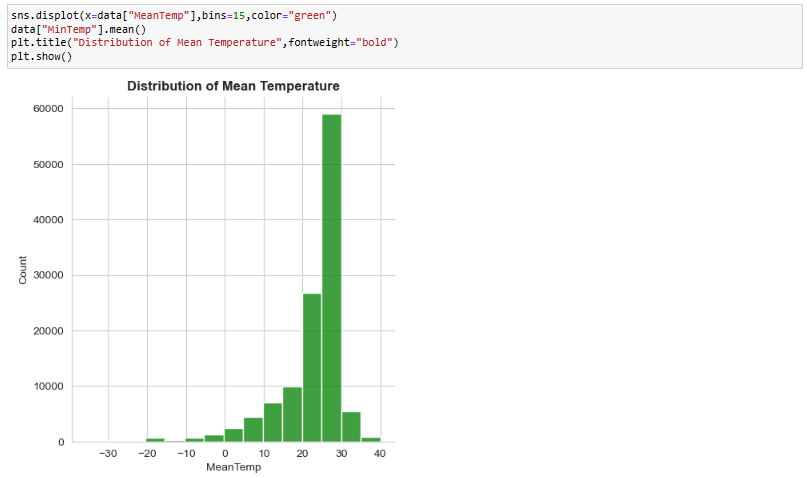 sns.displot(x=data["MeanTemp"],bins=15,color="green")
data["MinTemp"].mean()
plt.title("Distribution of Mean Temperature",fontweight="bold")
plt.show()
Distribution of Mean Temperature
60000
50000
40000
30000
20000
10000
0
Count
−30 −20 −10 0 10 20 30 40
MeanTemp